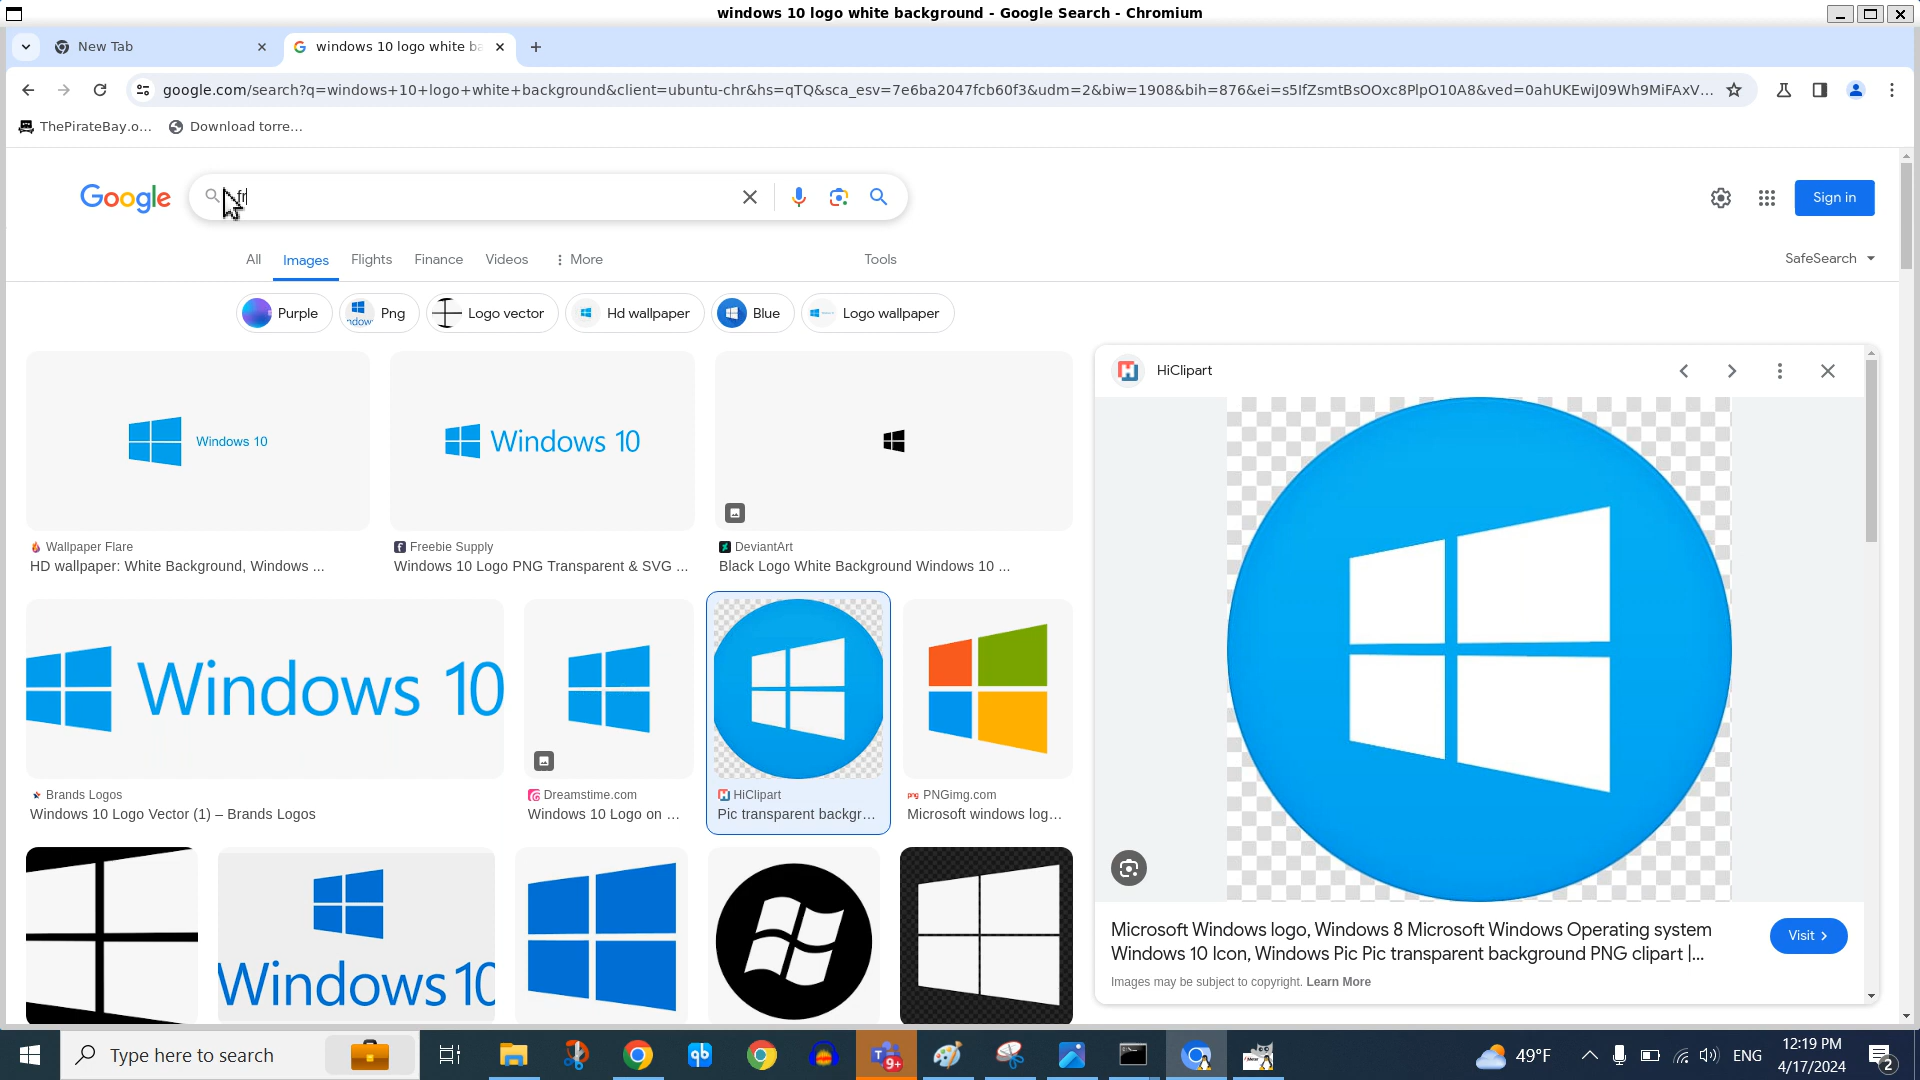 windows 10 logo white background - Google Search - Chromium
New Tab
windows 10 logo white ba
google.com/search?q=windows+10+logo+white+background&client=ubuntu-chr&hs=qTQ&sca_esv=7e6ba2047fcb60f3&udm=2&biw=1908&bih=876&ei=s5IfZsmtBsOOxc8PlpO10A8&ved=0ahUKEwiJ09Wh9MiFAxV...
ThePirateBay.o...
Download torre...
Google
fr
Sign in
All
Images
Flights
Finance
Videos
More
Tools
SafeSearch
Purple
Png
Logo vector
Hd wallpaper
Blue
Logo wallpaper
Windows 10
Windows 10
Wallpaper Flare
HD wallpaper: White Background, Windows ...
Freebie Supply
Windows 10 Logo PNG Transparent & SVG ...
DeviantArt
Black Logo White Background Windows 10 ...
HiClipart
Windows 10
Brands Logos
Windows 10 Logo Vector (1) – Brands Logos
Dreamstime.com
Windows 10 Logo on ...
HiClipart
Pic transparent backgr...
png
PNGimg.com
Microsoft windows log...
Windows 10
Microsoft Windows logo, Windows 8 Microsoft Windows Operating system
Windows 10 Icon, Windows Pic Pic transparent background PNG clipart |...
Visit
Images may be subject to copyright. Learn More
Type here to search
qb
T
9+
49°F
ENG
12:19 PM
4/17/2024
2